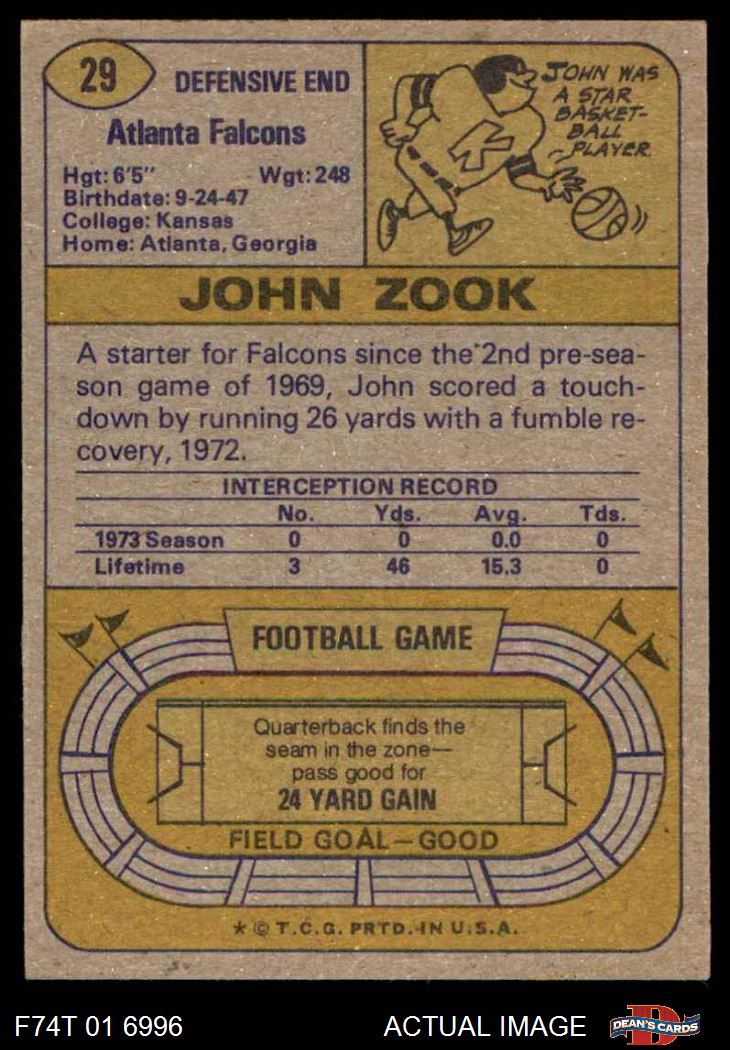 29
DEFENSIVE END
Atlanta Falcons
Hgt: 6'5" Wgt: 248
Birthdate: 9-24-47
College: Kansas
Home: Atlanta, Georgia
JOHN WAS
A STAR
BASKET-
BALL
PLAYER.
K
JOHN ZOOK
A starter for Falcons since the 2nd pre-sea-
son game of 1969, John scored a touch-
down by running 26 yards with a fumble re-
covery, 1972.
INTERCEPTION RECORD
No. Yds. Avg. Tds.
1973 Season 0 0 0.0 0
Lifetime 3 46 15.3 0
FOOTBALL GAME
Quarterback finds the
seam in the zone—
pass good for
24 YARD GAIN
FIELD GOAL—GOOD
* © T.C.G. PRTD. IN U.S.A.
F74T 01 6996 ACTUAL IMAGE
D
DEAN'S CARDS